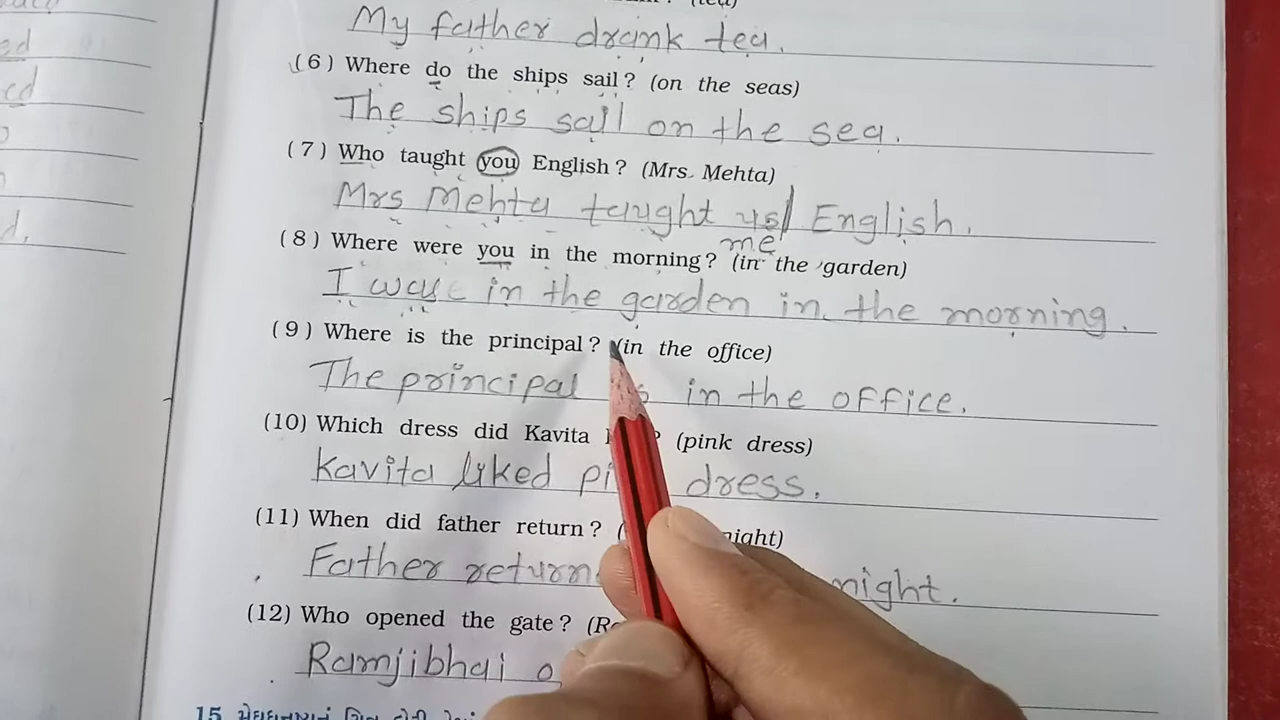 (tea)
My father drank tea.
(6) Where do the ships sail? (on the seas)
The ships sail on the sea.
(7) Who taught you English? (Mrs. Mehta)
Mrs Mehta taught us/ English.
me
(8) Where were you in the morning? (in the garden)
I was in the garden in the morning.
(9) Where is the principal? (in the office)
The principal is in the office.
(10) Which dress did Kavita ? (pink dress)
Kavita liked dress.
(11) When did father return? ( night)
Father night.
(12) Who opened the gate?
Ramjibhai
15